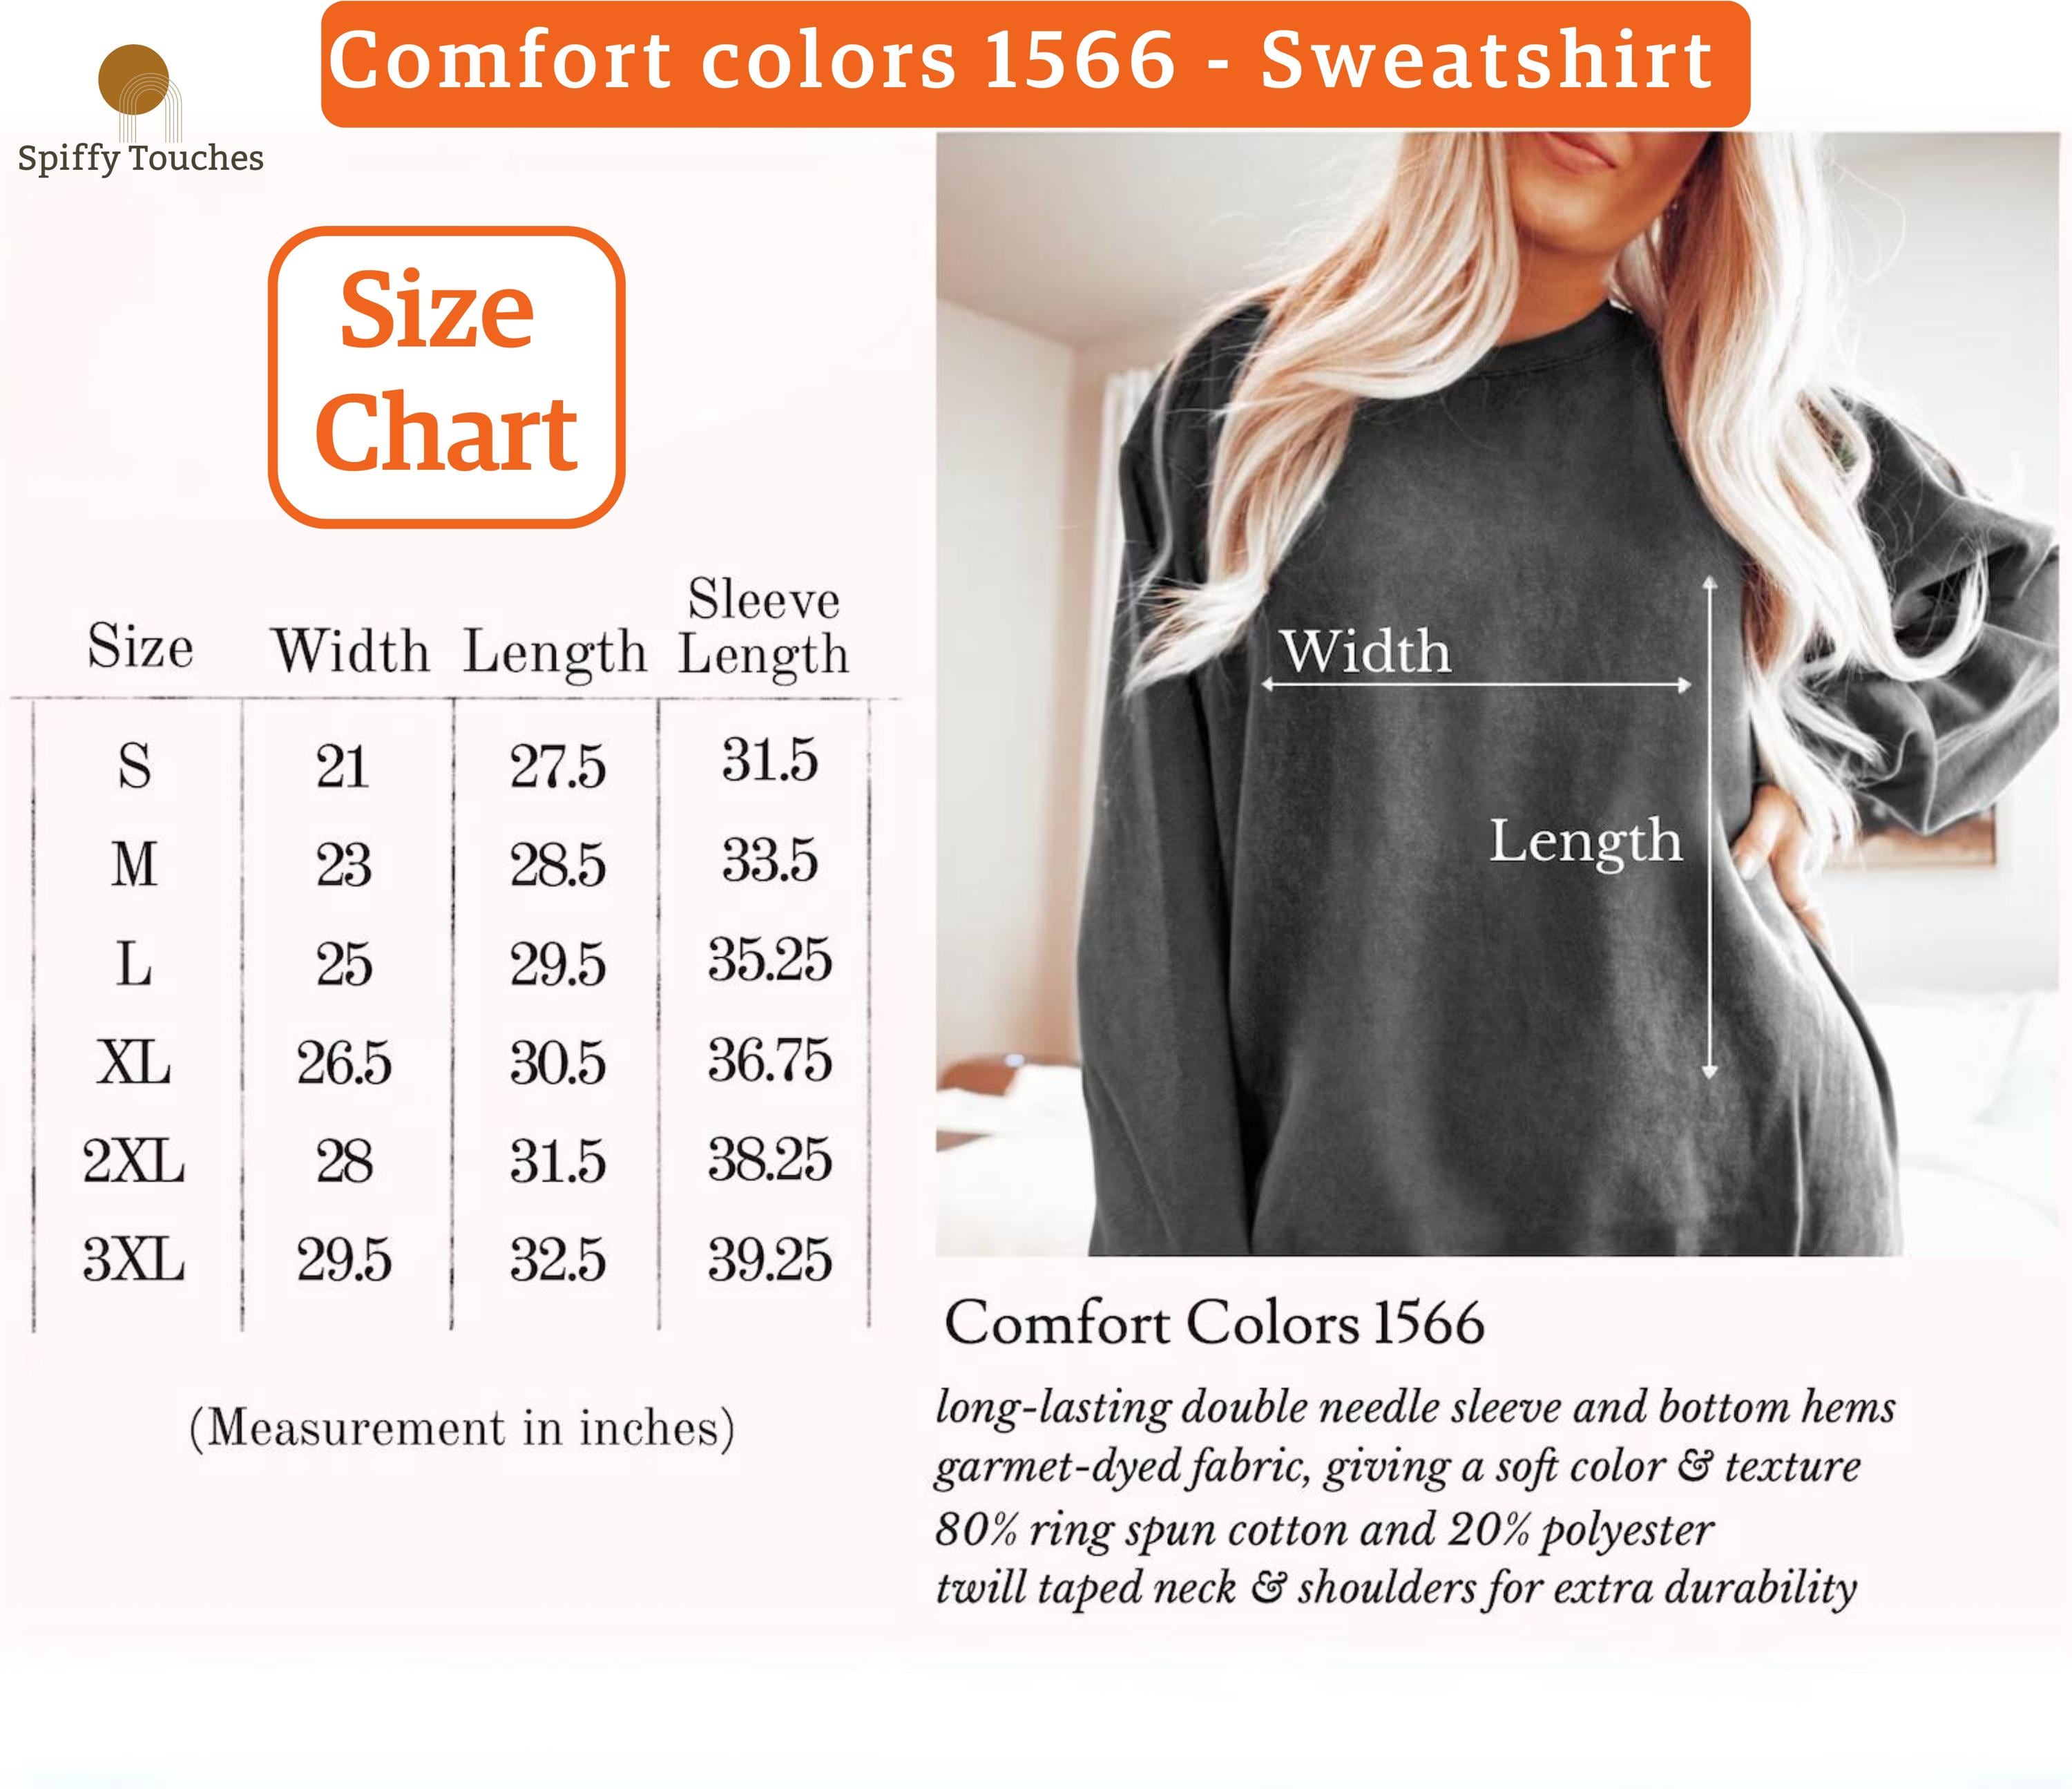 Comfort colors 1566 - Sweatshirt
Spiffy Touches
Size
Chart
Size Width Length Sleeve Length
S 21 27.5 31.5
M 23 28.5 33.5
L 25 29.5 35.25
XL 26.5 30.5 36.75
2XL 28 31.5 38.25
3XL 29.5 32.5 39.25
(Measurement in inches)
Width
Length
Comfort Colors 1566
long-lasting double needle sleeve and bottom hems
garmet-dyed fabric, giving a soft color & texture
80% ring spun cotton and 20% polyester
twill taped neck & shoulders for extra durability